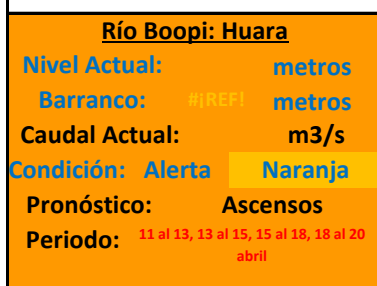 Río Boopi: Huara
Nivel Actual: metros
Barranco: #¡REF! metros
Caudal Actual: m3/s
Condición: Alerta Naranja
Pronóstico: Ascensos
Periodo: 11 al 13, 13 al 15, 15 al 18, 18 al 20
abril